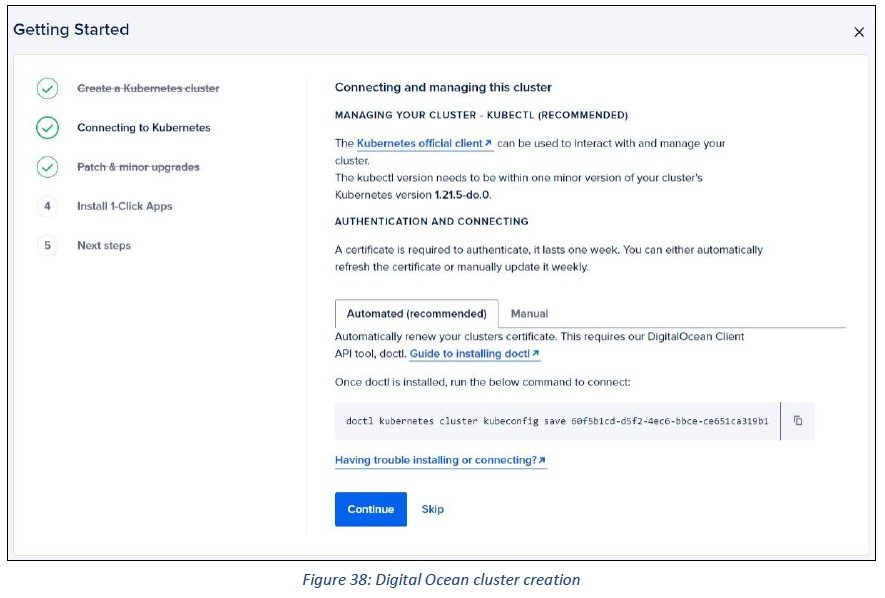 Getting Started
Create a Kubernetes cluster
Connecting to Kubernetes
Patch & minor upgrades
4 Install 1-Click Apps
5 Next steps
Connecting and managing this cluster
MANAGING YOUR CLUSTER - KUBECTL (RECOMMENDED)
The Kubernetes official client can be used to interact with and manage your
cluster.
The kubectl version needs to be within one minor version of your cluster's
Kubernetes version 1.21.5-do.0.
AUTHENTICATION AND CONNECTING
A certificate is required to authenticate, it lasts one week. You can either automatically
refresh the certificate or manually update it weekly.
Automated (recommended) Manual
Automatically renew your clusters certificate. This requires our DigitalOcean Client
API tool, doctl. Guide to installing doctl
Once doctl is installed, run the below command to connect:
doctl kubernetes cluster kubeconfig save 60f5b1cd-d5f2-4ec6-bbce-ce651ca319b1
Having trouble installing or connecting?
Continue Skip
Figure 38: Digital Ocean cluster creation